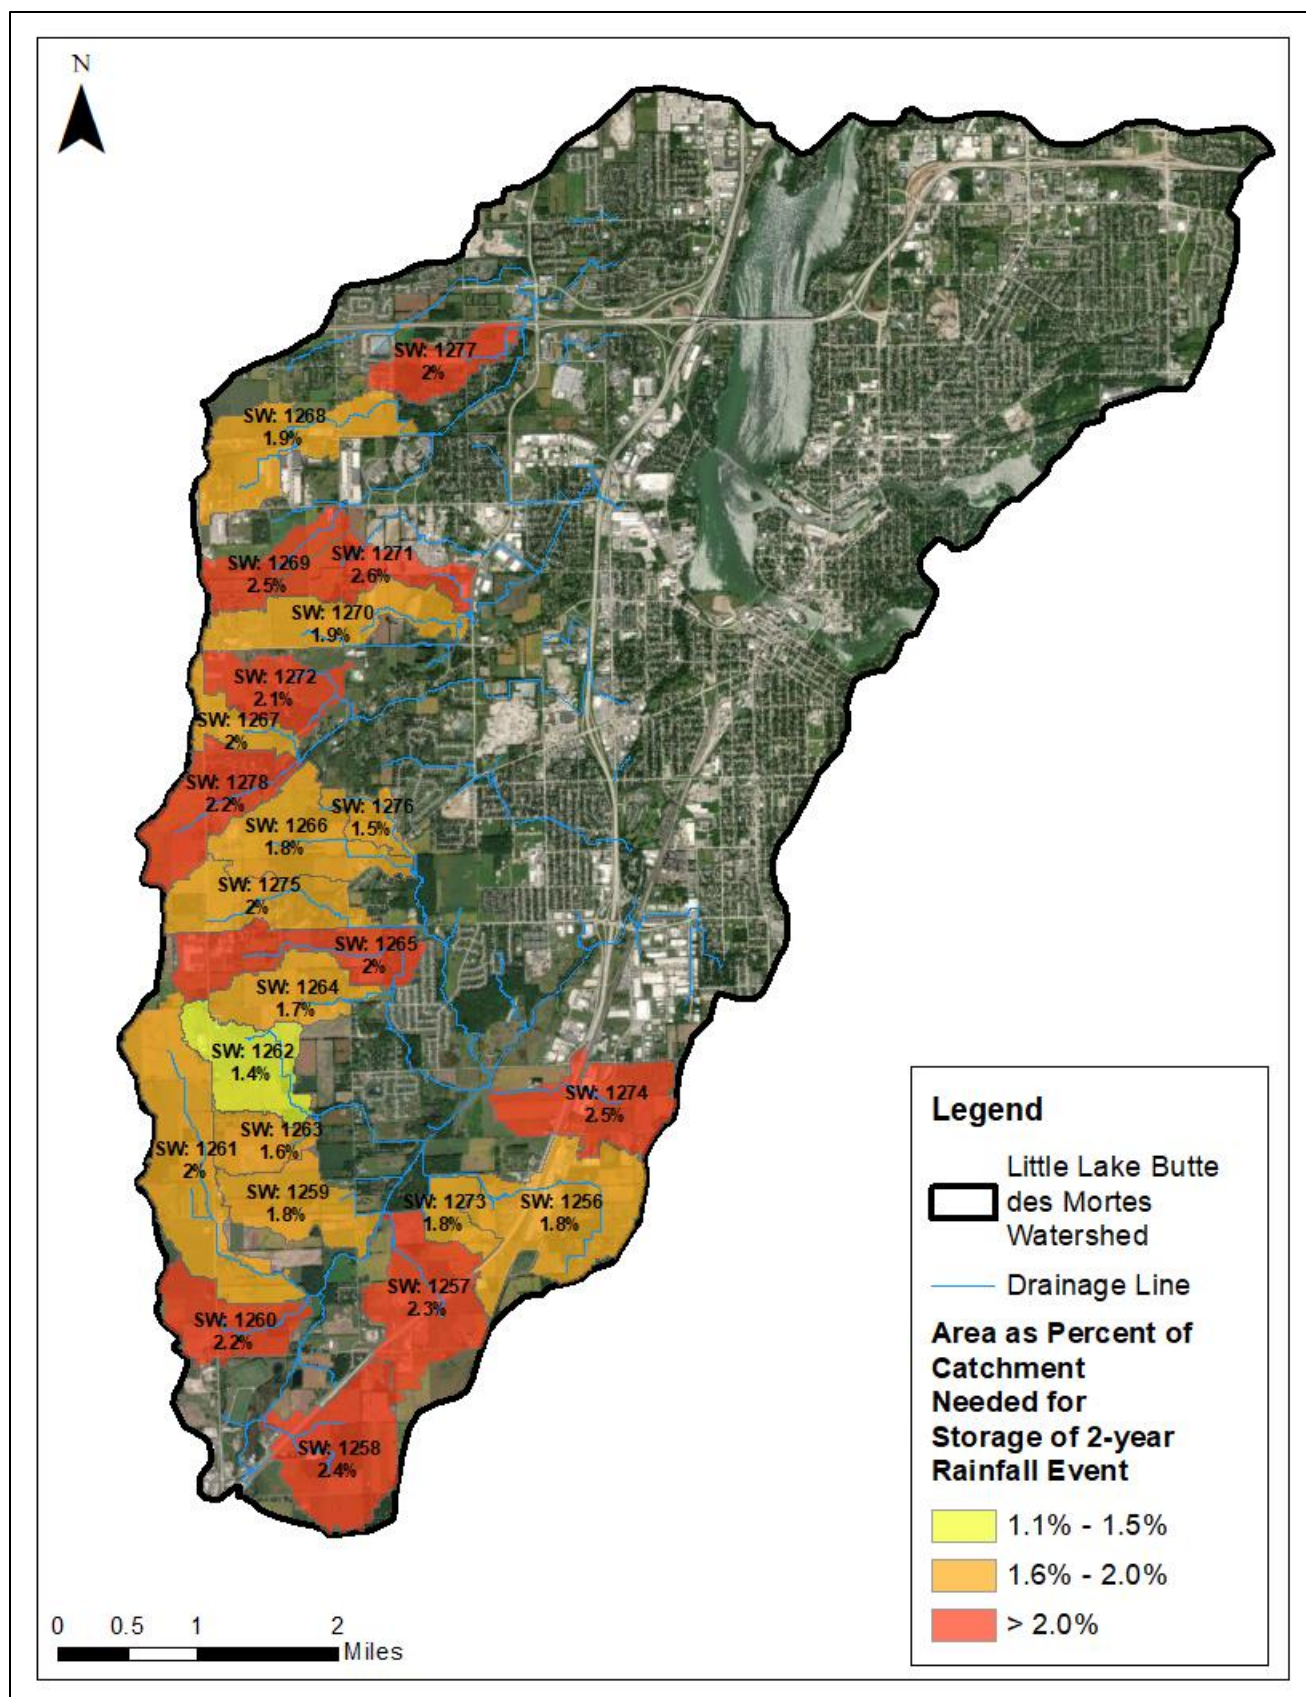 N
SW: 1277
2%
SW: 1268
1.9%
SW: 1269
2.5%
SW: 1271
2.6%
SW: 1270
1.9%
SW: 1272
2.1%
SW: 1267
2%
SW: 1278
2.2%
SW: 1276
1.5%
SW: 1266
1.8%
SW: 1275
2%
SW: 1265
2%
SW: 1264
1.7%
SW: 1262
1.4%
SW: 1274
2.5%
SW: 1263
1.6%
SW: 1261
2%
SW: 1259
1.8%
SW: 1273
1.8%
SW: 1256
1.8%
SW: 1257
2.3%
SW: 1260
2.2%
SW: 1258
2.4%
0 0.5 1 2
Miles
Legend
Little Lake Butte
des Mortes
Watershed
Drainage Line
Area as Percent of
Catchment
Needed for
Storage of 2-year
Rainfall Event
1.1% - 1.5%
1.6% - 2.0%
> 2.0%